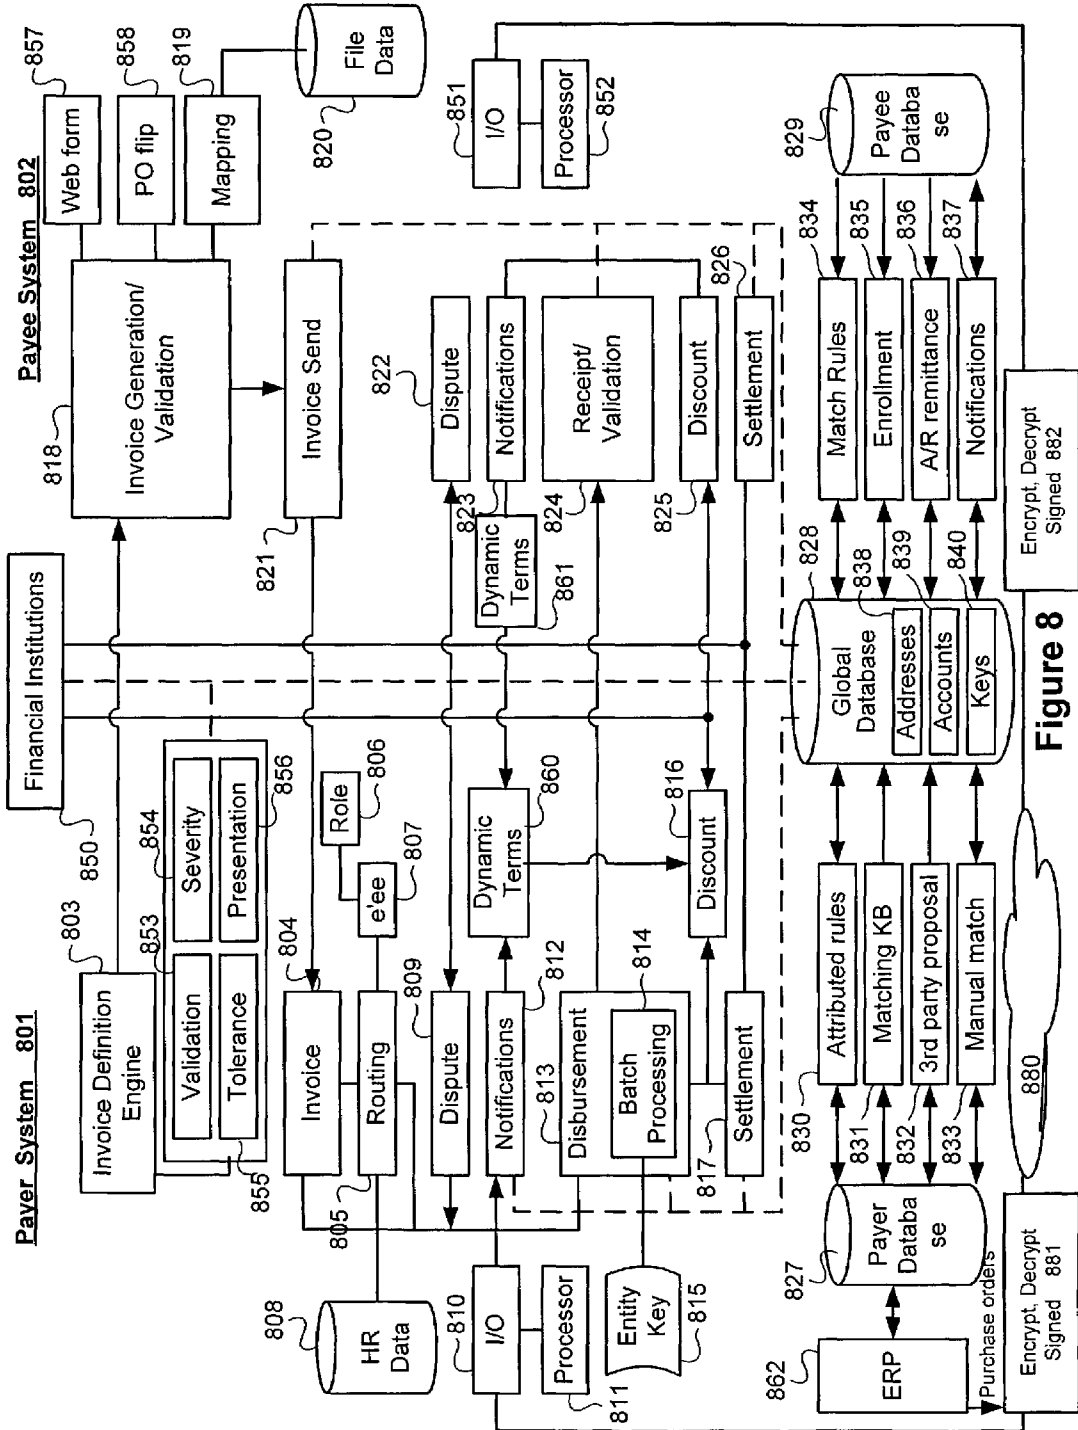 Payer System 801
Payee System 802
Financial Institutions
850
803
Invoice Definition
Engine
853
854
Validation
Severity
Tolerance
Presentation
855
856
818
Invoice Generation/
Validation
Web form
857
PO flip
858
Mapping
819
File
Data
820
804
Invoice
Routing
805
Role
806
e'ee
807
HR
Data
808
821
Invoice Send
809
Dispute
822
Dispute
810
I/O
Processor
811
Notifications
812
Dynamic
Terms
860
Dynamic
Terms
861
823
Notifications
813
Disbursement
Batch
Processing
814
Entity
Key
815
824
Receipt/
Validation
851
I/O
Processor
852
Discount
816
825
Discount
817
Settlement
Settlement
826
862
ERP
Purchase orders
827
Payer
Databa
se
830
Attributed rules
831
Matching KB
832
3rd party proposal
833
Manual match
Global
Database
828
Addresses
838
Accounts
839
Keys
840
Match Rules
834
Enrollment
835
A/R remittance
836
Notifications
837
829
Payee
Databa
se
Encrypt, Decrypt
Signed 881
880
Encrypt, Decrypt
Signed 882
Figure 8